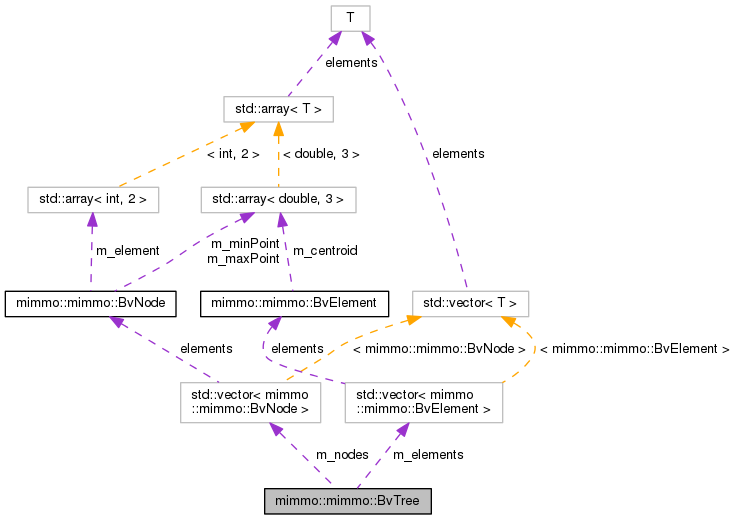 T
elements
std::array< T >
elements
< int, 2 >
< double, 3 >
std::array< int, 2 >
std::array< double, 3 >
m_element
m_minPoint
m_maxPoint
m_centroid
mimmo::mimmo::BvNode
mimmo::mimmo::BvElement
std::vector< T >
elements
elements
< mimmo::mimmo::BvNode >
< mimmo::mimmo::BvElement >
std::vector< mimmo
::mimmo::BvNode >
std::vector< mimmo
::mimmo::BvElement >
m_nodes
m_elements
mimmo::mimmo::BvTree